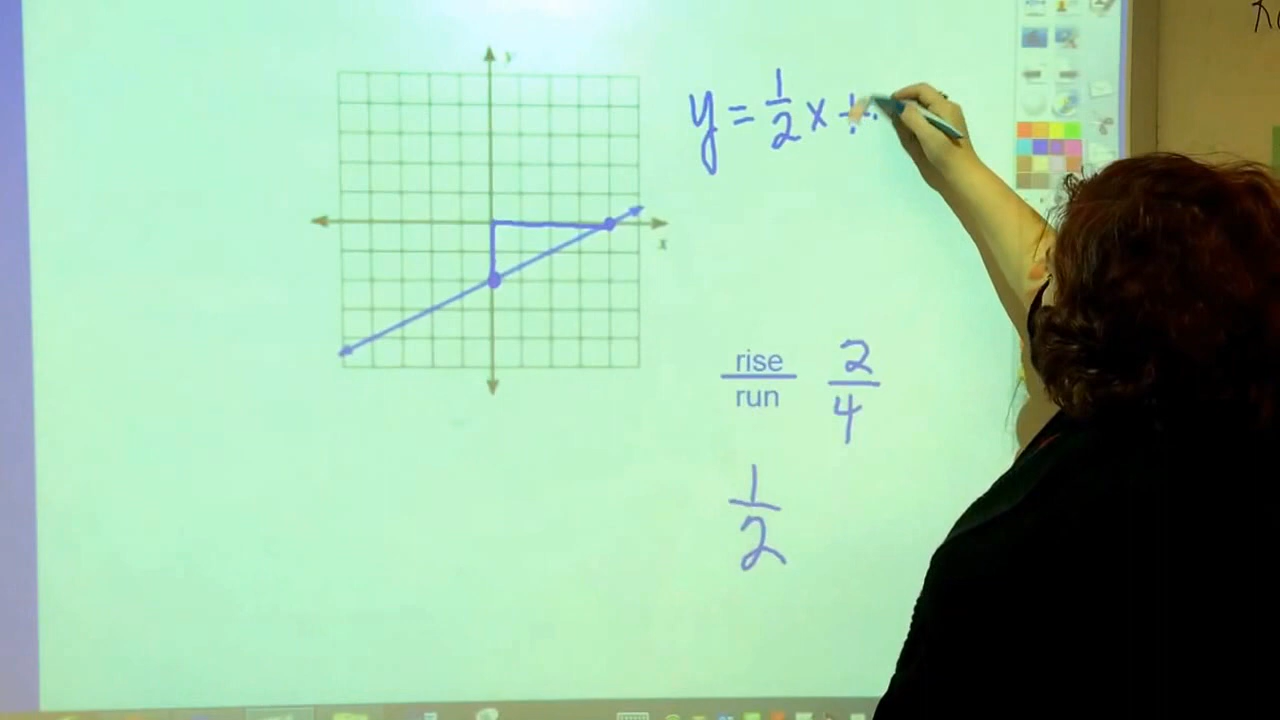 y
x
y = 1/2 x +
rise/run 2/4
1/2